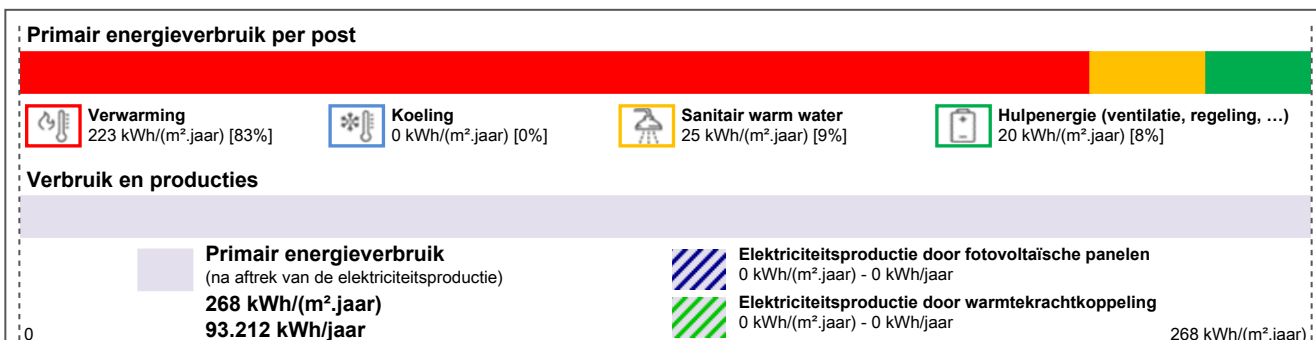 Primair energieverbruik per post
Verwarming
223 kWh/(m².jaar) [83%]
Koeling
0 kWh/(m².jaar) [0%]
Sanitair warm water
25 kWh/(m².jaar) [9%]
Hulpenergie (ventilatie, regeling, …)
20 kWh/(m².jaar) [8%]
Verbruik en producties
Primair energieverbruik
(na aftrek van de elektriciteitsproductie)
268 kWh/(m².jaar)
93.212 kWh/jaar
Elektriciteitsproductie door fotovoltaïsche panelen
0 kWh/(m².jaar) - 0 kWh/jaar
Elektriciteitsproductie door warmtekrachtkoppeling
0 kWh/(m².jaar) - 0 kWh/jaar
0
268 kWh/(m².jaar)